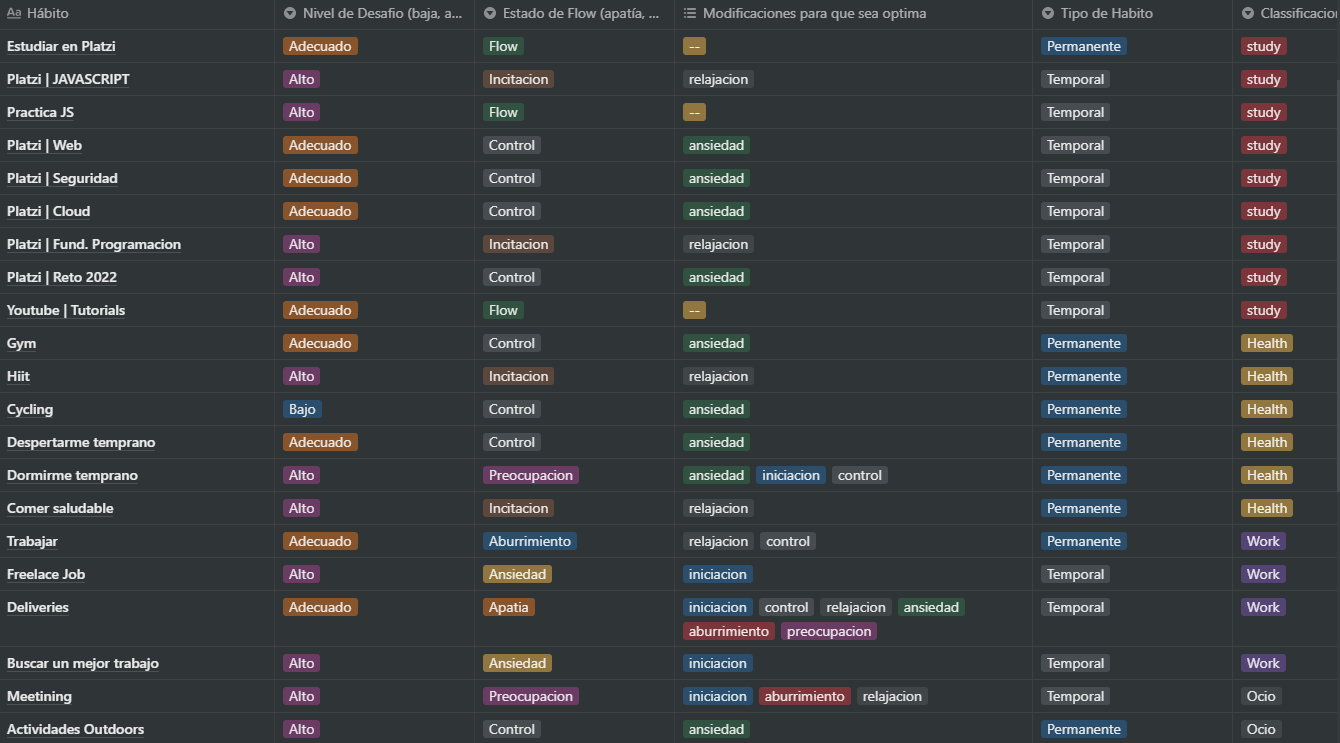 Aa Hábito Nivel de Desafio (baja, a... Estado de Flow (apatía, ... Modificaciones para que sea optima Tipo de Habito Classificacion
Estudiar en Platzi Adecuado Flow -- Permanente study
Platzi | JAVASCRIPT Alto Incitacion relajacion Temporal study
Practica JS Alto Flow -- Temporal study
Platzi | Web Adecuado Control ansiedad Temporal study
Platzi | Seguridad Adecuado Control ansiedad Temporal study
Platzi | Cloud Adecuado Control ansiedad Temporal study
Platzi | Fund. Programacion Alto Incitacion relajacion Temporal study
Platzi | Reto 2022 Alto Control ansiedad Temporal study
Youtube | Tutorials Adecuado Flow -- Temporal study
Gym Adecuado Control ansiedad Permanente Health
Hiit Alto Incitacion relajacion Permanente Health
Cycling Bajo Control ansiedad Permanente Health
Despertarme temprano Adecuado Control ansiedad Permanente Health
Dormirme temprano Alto Preocupacion ansiedad iniciacion control Permanente Health
Comer saludable Alto Incitacion relajacion Permanente Health
Trabajar Adecuado Aburrimiento relajacion control Permanente Work
Freelace Job Alto Ansiedad iniciacion Temporal Work
Deliveries Adecuado Apatia iniciacion control relajacion ansiedad Temporal Work
aburrimiento preocupacion
Buscar un mejor trabajo Alto Ansiedad iniciacion Temporal Work
Meetining Alto Preocupacion iniciacion aburrimiento relajacion Temporal Ocio
Actividades Outdoors Alto Control ansiedad Permanente Ocio